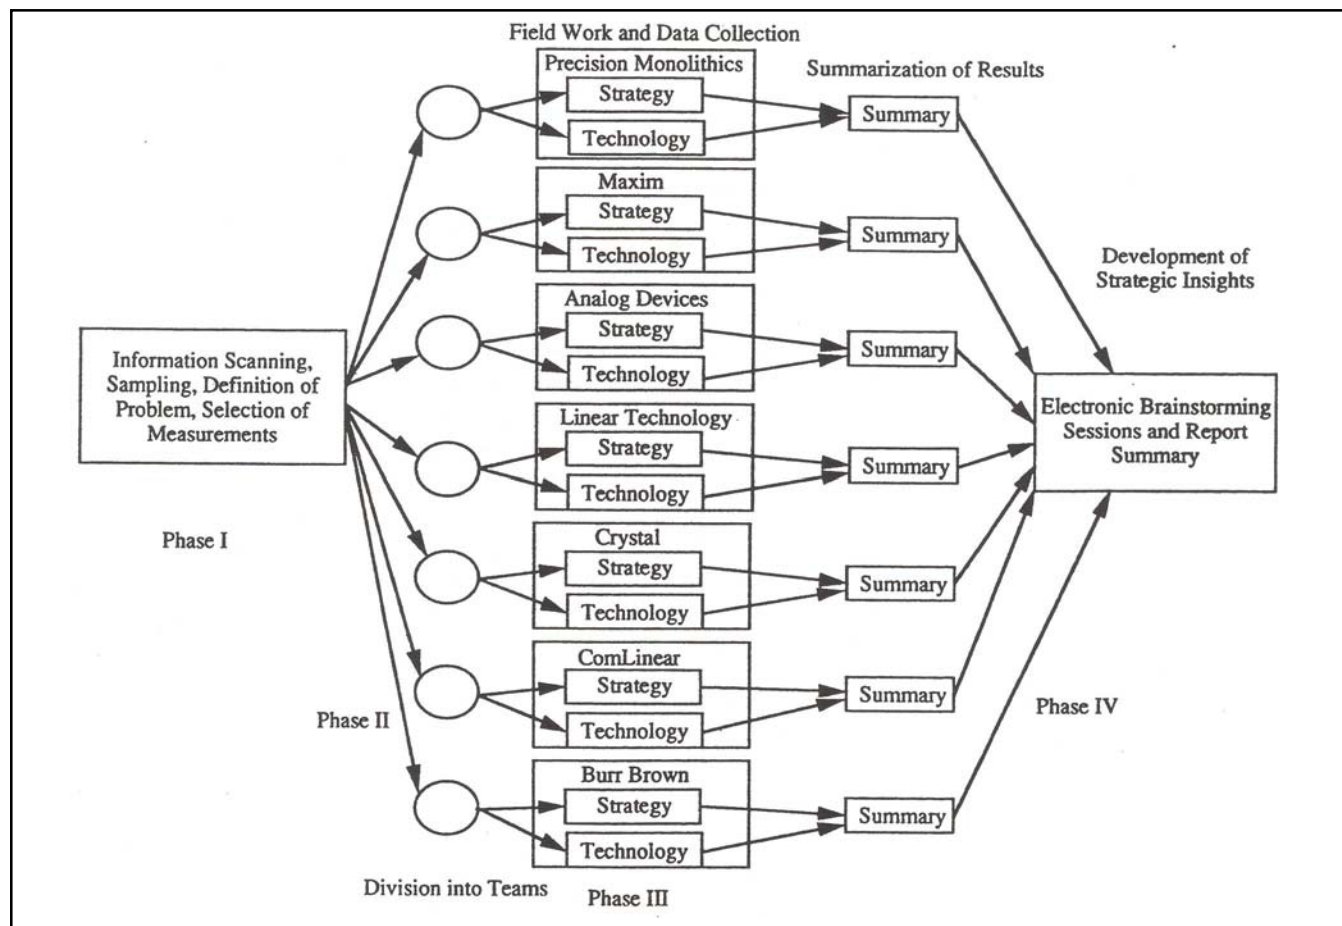 Field Work and Data Collection
Precision Monolithics
Strategy
Technology
Summarization of Results
Summary
Maxim
Strategy
Technology
Summary
Analog Devices
Strategy
Technology
Summary
Linear Technology
Strategy
Technology
Summary
Crystal
Strategy
Technology
Summary
ComLinear
Strategy
Technology
Summary
Burr Brown
Strategy
Technology
Summary
Information Scanning,
Sampling, Definition of
Problem, Selection of
Measurements
Phase I
Phase II
Division into Teams
Phase III
Development of
Strategic Insights
Electronic Brainstorming
Sessions and Report
Summary
Phase IV